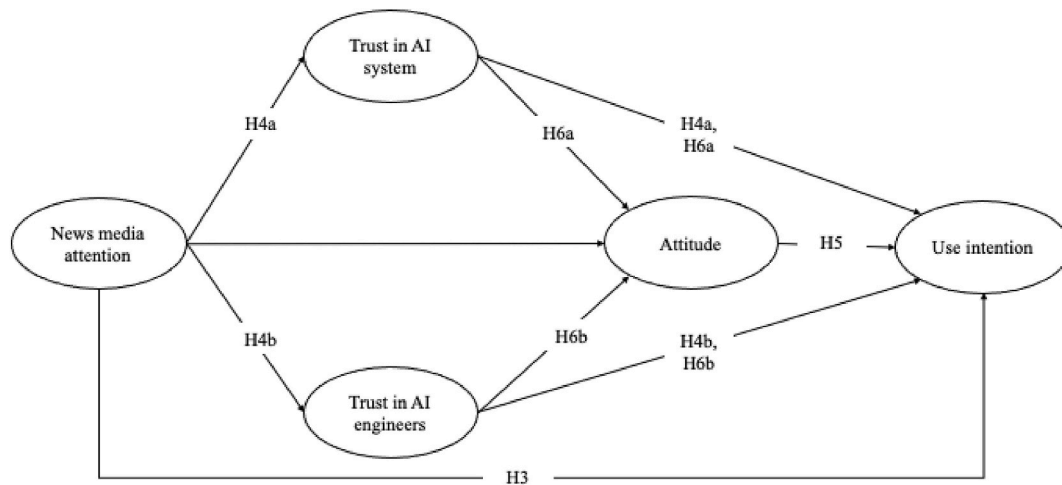 Trust in AI
system
H4a
H6a
H4a,
H6a
News media
attention
Attitude
H5
Use intention
H4b
H6b
H4b,
H6b
Trust in AI
engineers
H3